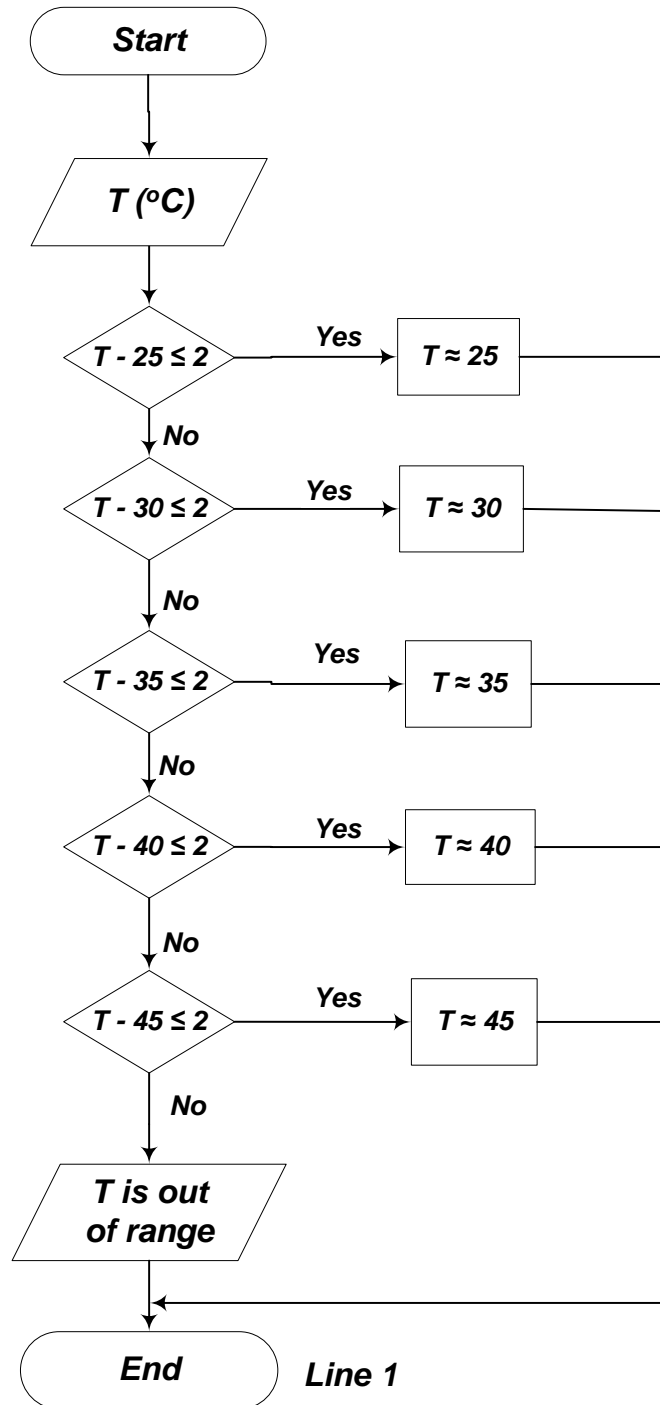 Start
T (ºC)
T - 25 ≤ 2
Yes
T ≈ 25
No
T - 30 ≤ 2
Yes
T ≈ 30
No
T - 35 ≤ 2
Yes
T ≈ 35
No
T - 40 ≤ 2
Yes
T ≈ 40
No
T - 45 ≤ 2
Yes
T ≈ 45
No
T is out
of range
End
Line 1